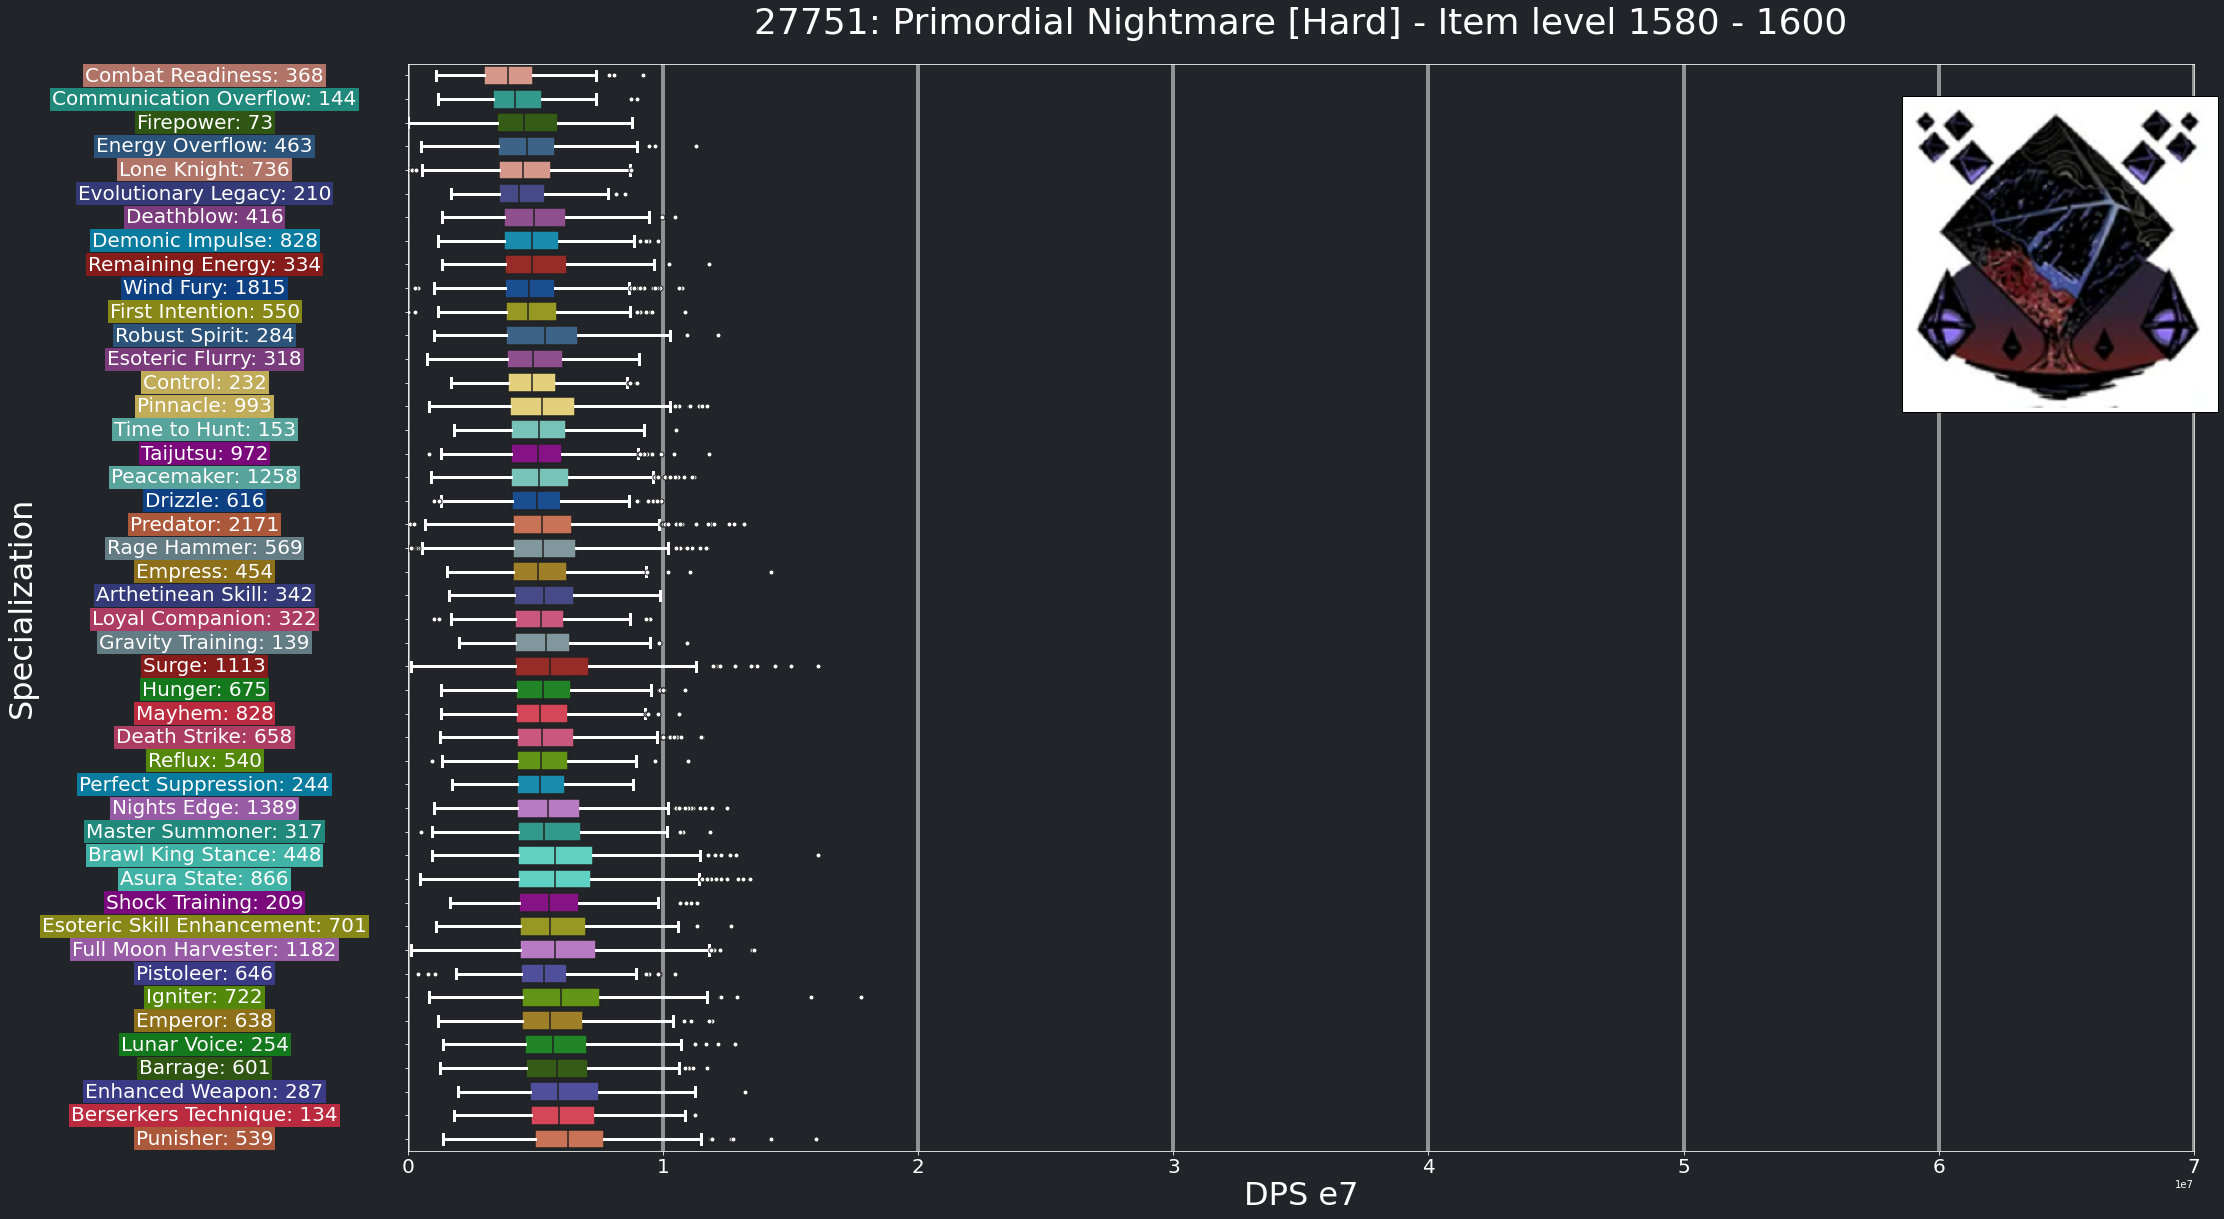 27751: Primordial Nightmare [Hard] - Item level 1580 - 1600
Combat Readiness: 368
Communication Overflow: 144
Firepower: 73
Energy Overflow: 463
Lone Knight: 736
Evolutionary Legacy: 210
Deathblow: 416
Demonic Impulse: 828
Remaining Energy: 334
Wind Fury: 1815
First Intention: 550
Robust Spirit: 284
Esoteric Flurry: 318
Control: 232
Pinnacle: 993
Time to Hunt: 153
Taijutsu: 972
Peacemaker: 1258
Drizzle: 616
Predator: 2171
Rage Hammer: 569
Empress: 454
Arthetinean Skill: 342
Loyal Companion: 322
Gravity Training: 139
Surge: 1113
Hunger: 675
Mayhem: 828
Death Strike: 658
Reflux: 540
Perfect Suppression: 244
Nights Edge: 1389
Master Summoner: 317
Brawl King Stance: 448
Asura State: 866
Shock Training: 209
Esoteric Skill Enhancement: 701
Full Moon Harvester: 1182
Pistoleer: 646
Igniter: 722
Emperor: 638
Lunar Voice: 254
Barrage: 601
Enhanced Weapon: 287
Berserkers Technique: 134
Punisher: 539
Specialization
0 1 2 3 4 5 6 7
1e7
DPS e7